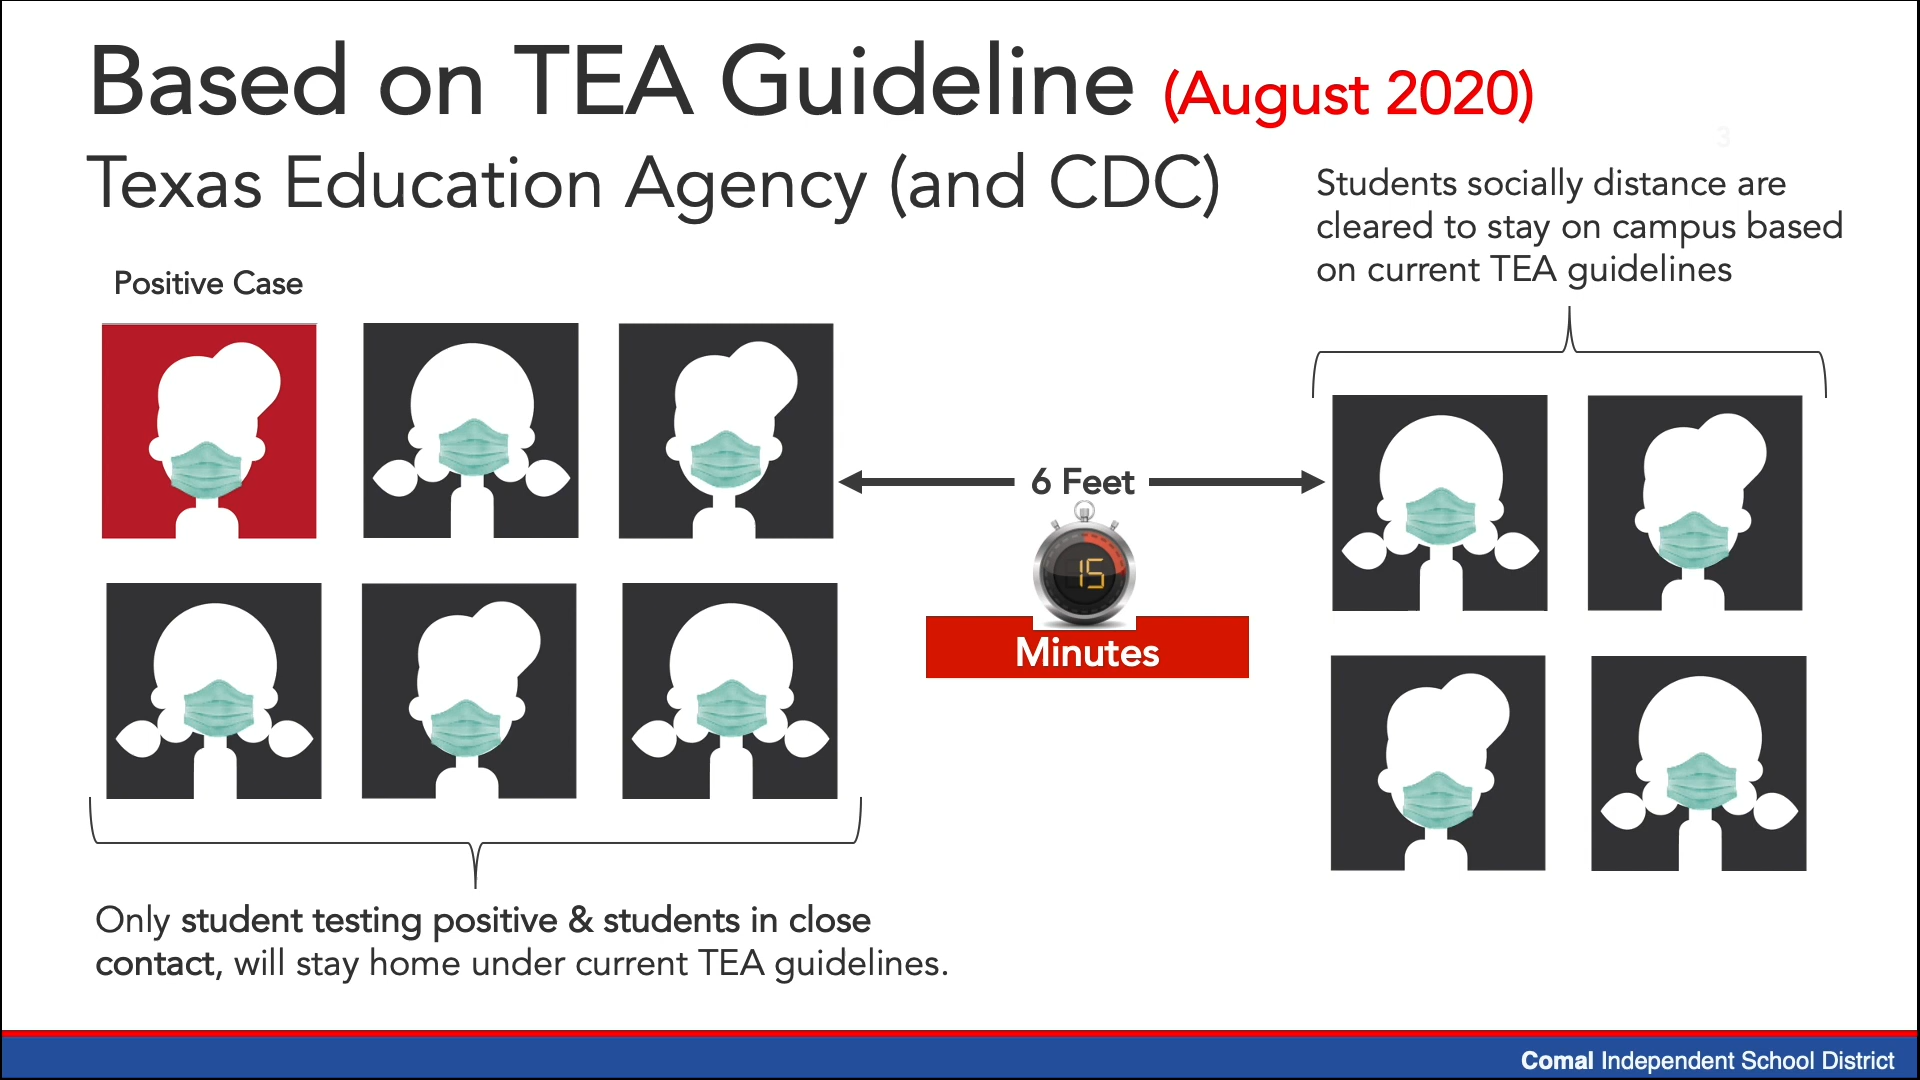 Based on TEA Guideline (August 2020)
3
Texas Education Agency (and CDC)
Students socially distance are
cleared to stay on campus based
on current TEA guidelines
Positive Case
6 Feet
15
Minutes
Only student testing positive & students in close
contact, will stay home under current TEA guidelines.
Comal Independent School District